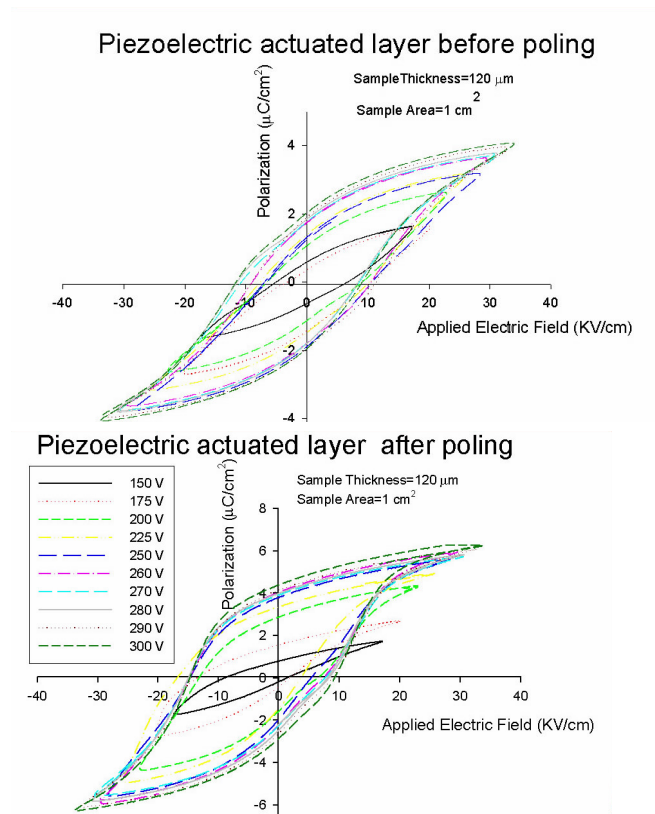 Piezoelectric actuated layer before poling
SampleThickness=120 μm
Sample Area=1 cm2
Polarization (μC/cm2)
4
2
0
-2
-4
-40
-30
-20
-10
0
10
20
30
40
Applied Electric Field (KV/cm)
Piezoelectric actuated layer after poling
150 V
175 V
200 V
225 V
250 V
260 V
270 V
280 V
290 V
300 V
Sample Thickness=120 μm
Sample Area=1 cm2
Polarization (μC/cm2)
8
6
4
2
0
-2
-4
-6
-40
-30
-20
-10
0
10
20
30
40
Applied Electric Field (KV/cm)